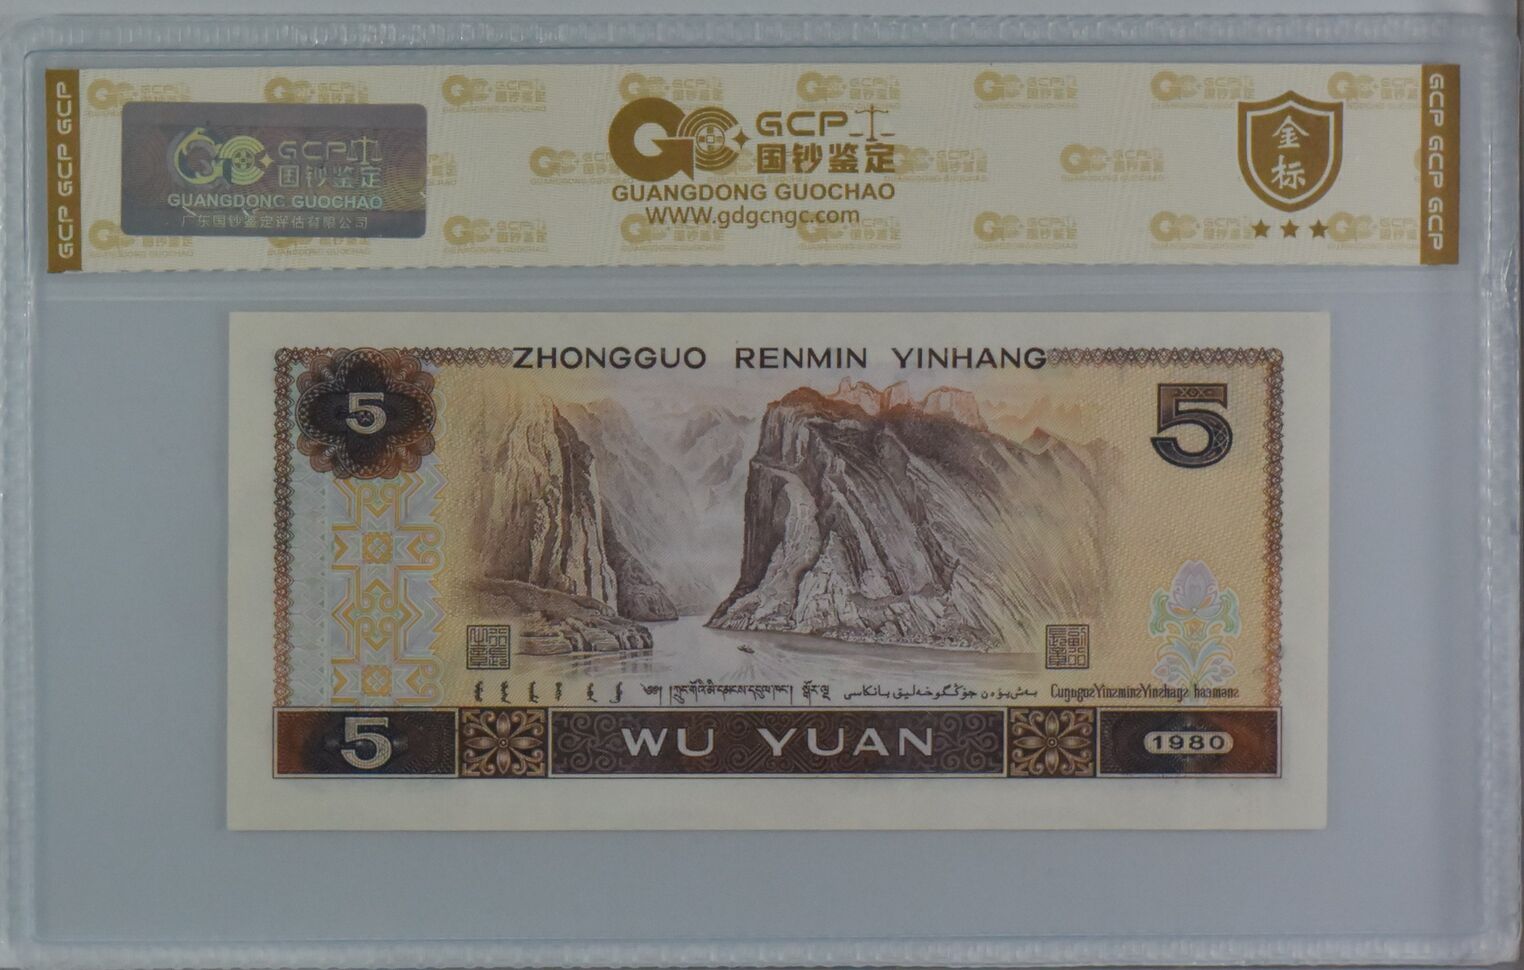 GCP GCP GCP
GCP 国钞鉴定
GUANGDONG GUOCHAO
广东国钞鉴定评估有限公司
GCP
国钞鉴定
GUANGDONG GUOCHAO
WWW.gdgcngc.com
金标
GCP GCP GCP
ZHONGGUO RENMIN YINHANG
5
5
5
WU YUAN
1980